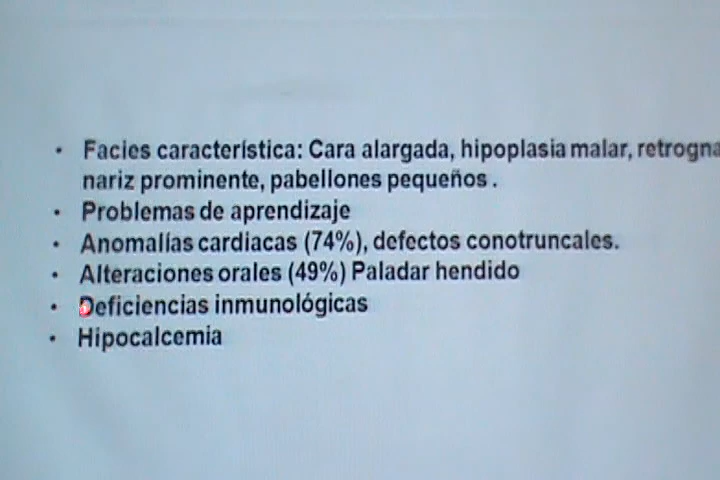 • Facies característica: Cara alargada, hipoplasia malar, retrogna
nariz prominente, pabellones pequeños .
• Problemas de aprendizaje
• Anomalías cardiacas (74%), defectos conotruncales.
• Alteraciones orales (49%) Paladar hendido
• Deficiencias inmunológicas
• Hipocalcemia